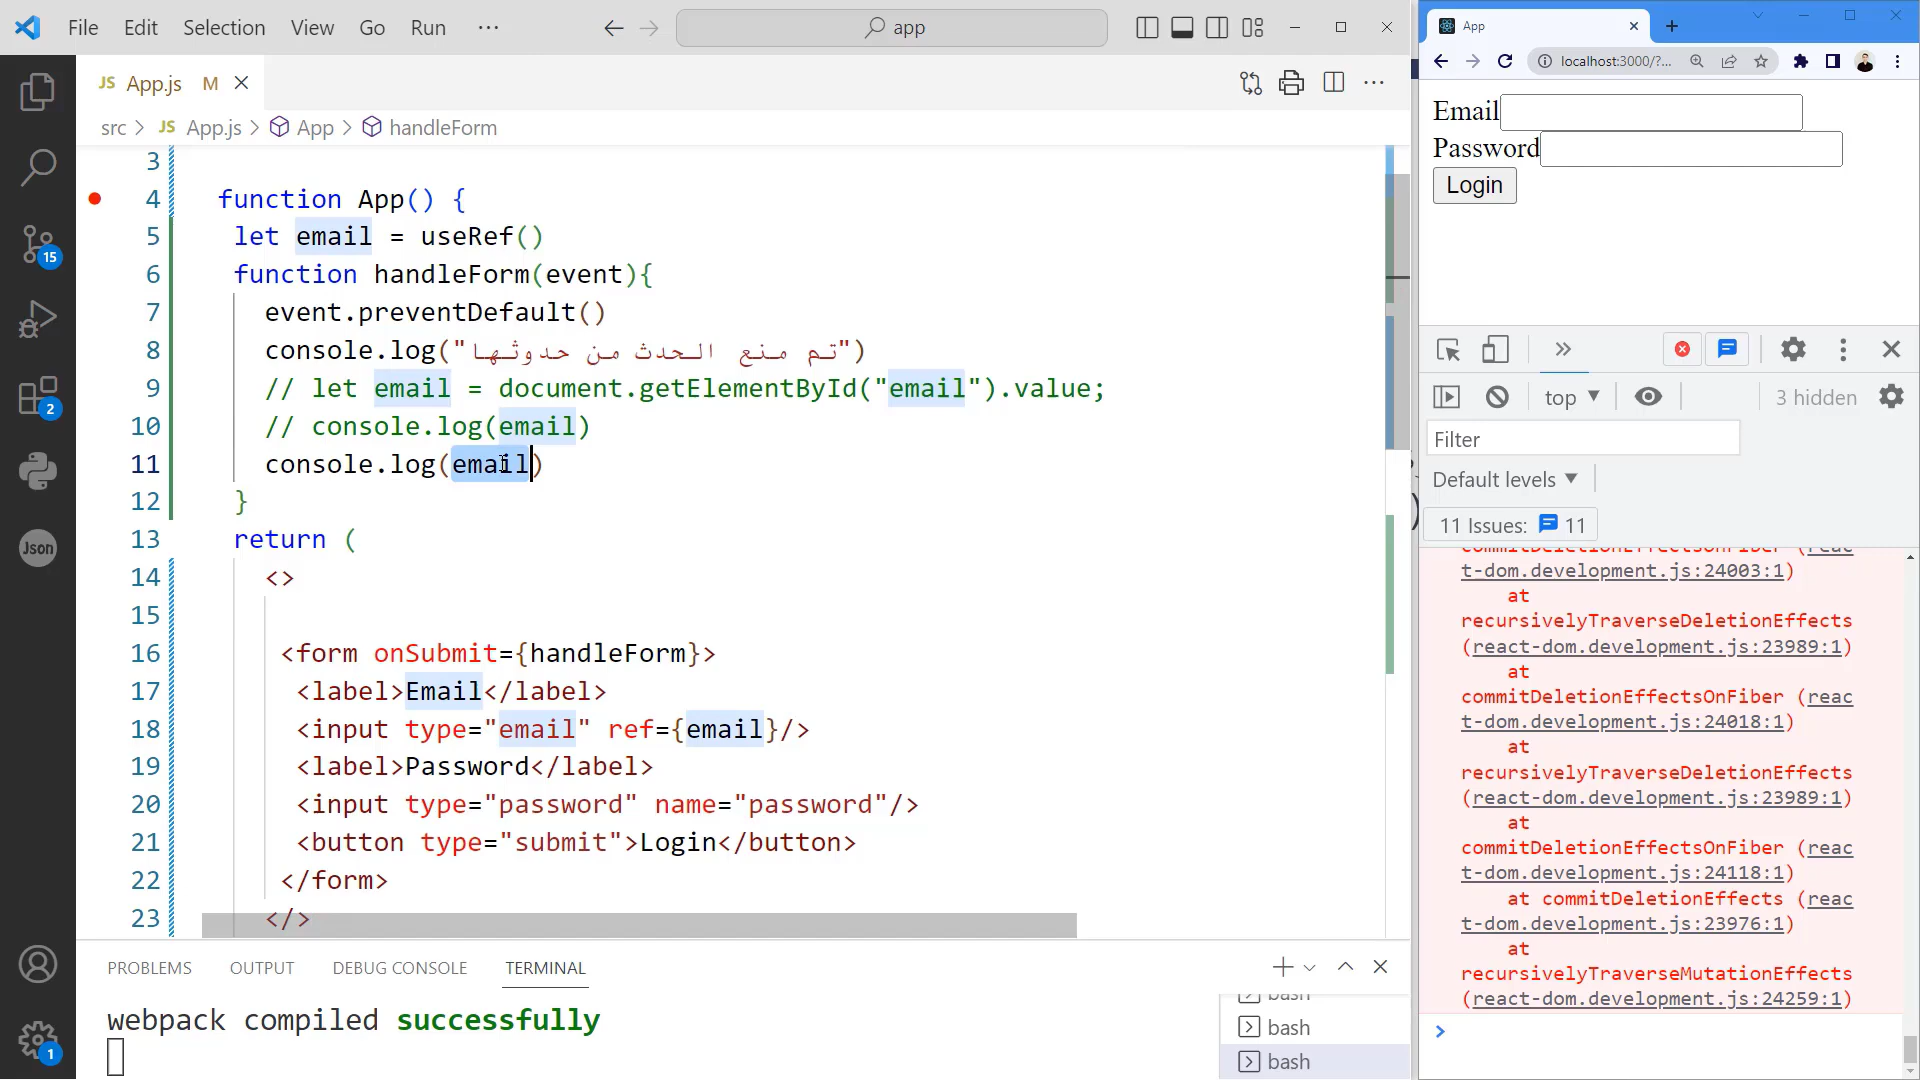 File Edit Selection View Go Run ···
app
JS App.js M
src > JS App.js > App > handleForm
3
4 function App() {
5 let email = useRef()
6 function handleForm(event){
7 event.preventDefault()
8 console.log("تم منع الحدث من حدوثها")
9 // let email = document.getElementById("email").value;
10 // console.log(email)
11 console.log(email)
12 }
13 return (
14 <>
15
16 <form onSubmit={handleForm}>
17 <label>Email</label>
18 <input type="email" ref={email}/>
19 <label>Password</label>
20 <input type="password" name="password"/>
21 <button type="submit">Login</button>
22 </form>
23 </>
15
2
Json
1
PROBLEMS OUTPUT DEBUG CONSOLE TERMINAL
webpack compiled successfully
bash
bash
bash
App
localhost:3000/?...
Email
Password
Login
top 3 hidden
Filter
Default levels
11 Issues: 11
commitDeletionEffectsOnFiber (reac
t-dom.development.js:24003:1)
at
recursivelyTraverseDeletionEffects
(react-dom.development.js:23989:1)
at
commitDeletionEffectsOnFiber (reac
t-dom.development.js:24018:1)
at
recursivelyTraverseDeletionEffects
(react-dom.development.js:23989:1)
at
commitDeletionEffectsOnFiber (reac
t-dom.development.js:24118:1)
at commitDeletionEffects (reac
t-dom.development.js:23976:1)
at
recursivelyTraverseMutationEffects
(react-dom.development.js:24259:1)